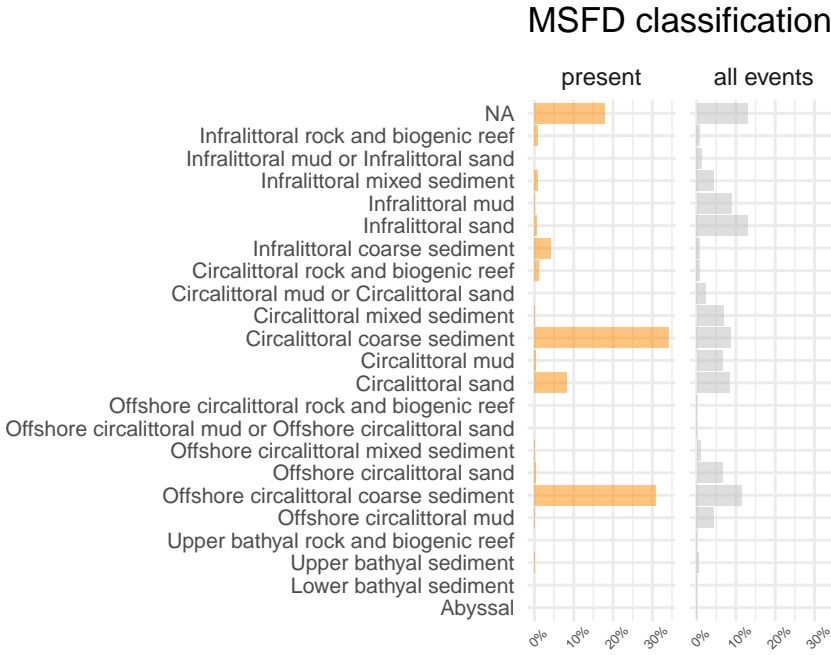 MSFD classification
present all events
NA
Infralittoral rock and biogenic reef
Infralittoral mud or Infralittoral sand
Infralittoral mixed sediment
Infralittoral mud
Infralittoral sand
Infralittoral coarse sediment
Circalittoral rock and biogenic reef
Circalittoral mud or Circalittoral sand
Circalittoral mixed sediment
Circalittoral coarse sediment
Circalittoral mud
Circalittoral sand
Offshore circalittoral rock and biogenic reef
Offshore circalittoral mud or Offshore circalittoral sand
Offshore circalittoral mixed sediment
Offshore circalittoral sand
Offshore circalittoral coarse sediment
Offshore circalittoral mud
Upper bathyal rock and biogenic reef
Upper bathyal sediment
Lower bathyal sediment
Abyssal
0% 10% 20% 30% 0% 10% 20% 30%